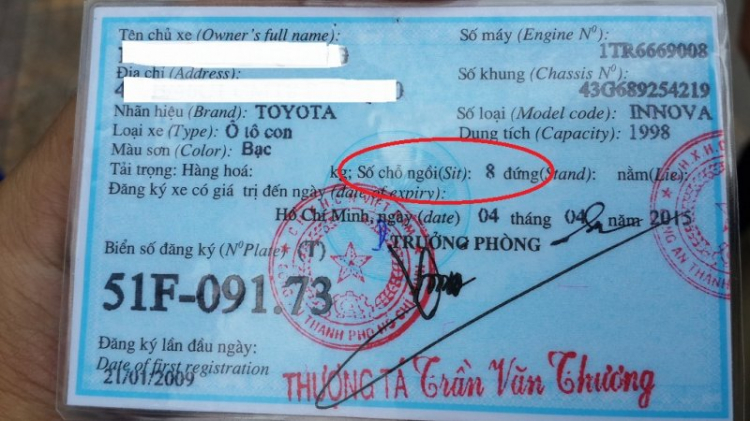 Tên chủ xe (Owner's full name): Số máy (Engine Nº):
1TR6669008
Địa chỉ (Address): Số khung (Chassis Nº):
43G689254219
Nhãn hiệu (Brand): TOYOTA Số loại (Model code): INNOVA
Loại xe (Type): Ô tô con Dung tích (Capacity): 1998
Màu sơn (Color): Bạc
Tải trọng: Hàng hoá: kg; Số chỗ ngồi(Sit): 8 đứng(Stand): nằm(Lie):
Đăng ký xe có giá trị đến ngày (date of expiry):
Hồ Chí Minh, ngày (date) 04 tháng 04 năm 2015
TRƯỞNG PHÒNG
Biển số đăng ký (NºPlate) (T)
51F-091.73
Đăng ký lần đầu ngày:
Date of first registration
21/01/2009
THƯỢNG TÁ Trần Văn Thương